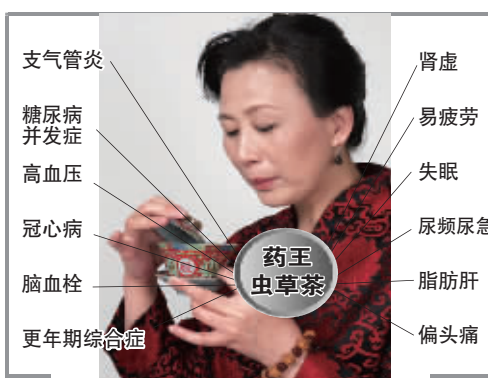 支气管炎
糖尿病
并发症
高血压
冠心病
脑血栓
更年期综合症
药王
虫草茶
肾虚
易疲劳
失眠
尿频尿急
脂肪肝
偏头痛